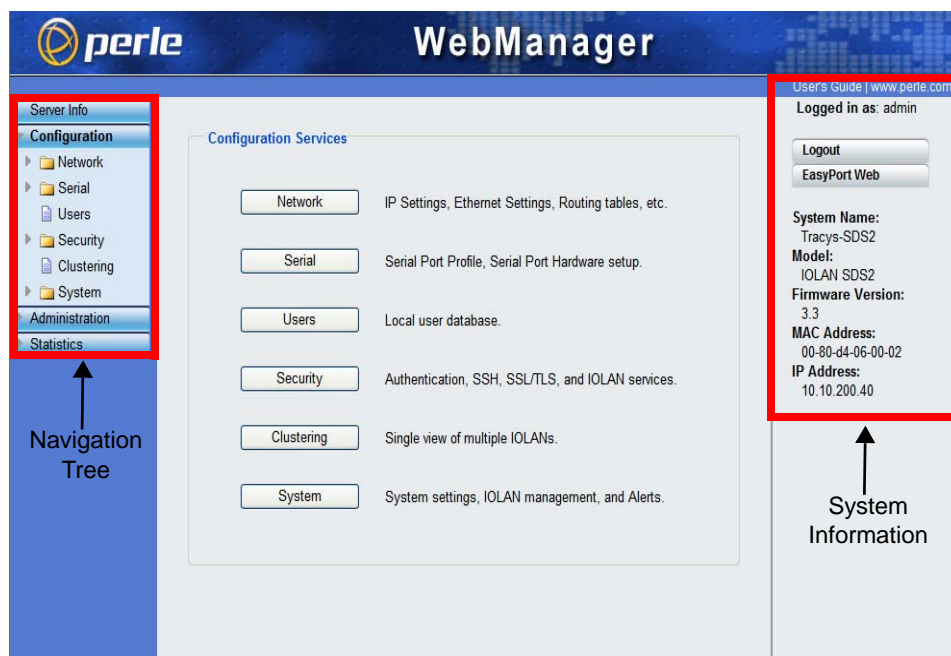 perle
WebManager
User's Guide | www.perle.com
Server Info
Configuration
Network
Serial
Users
Security
Clustering
System
Administration
Statistics
Navigation
Tree
Configuration Services
Network IP Settings, Ethernet Settings, Routing tables, etc.
Serial Serial Port Profile, Serial Port Hardware setup.
Users Local user database.
Security Authentication, SSH, SSL/TLS, and IOLAN services.
Clustering Single view of multiple IOLANs.
System System settings, IOLAN management, and Alerts.
Logged in as: admin
Logout
EasyPort Web
System Name:
Tracys-SDS2
Model:
IOLAN SDS2
Firmware Version:
3.3
MAC Address:
00-80-d4-06-00-02
IP Address:
10.10.200.40
System
Information